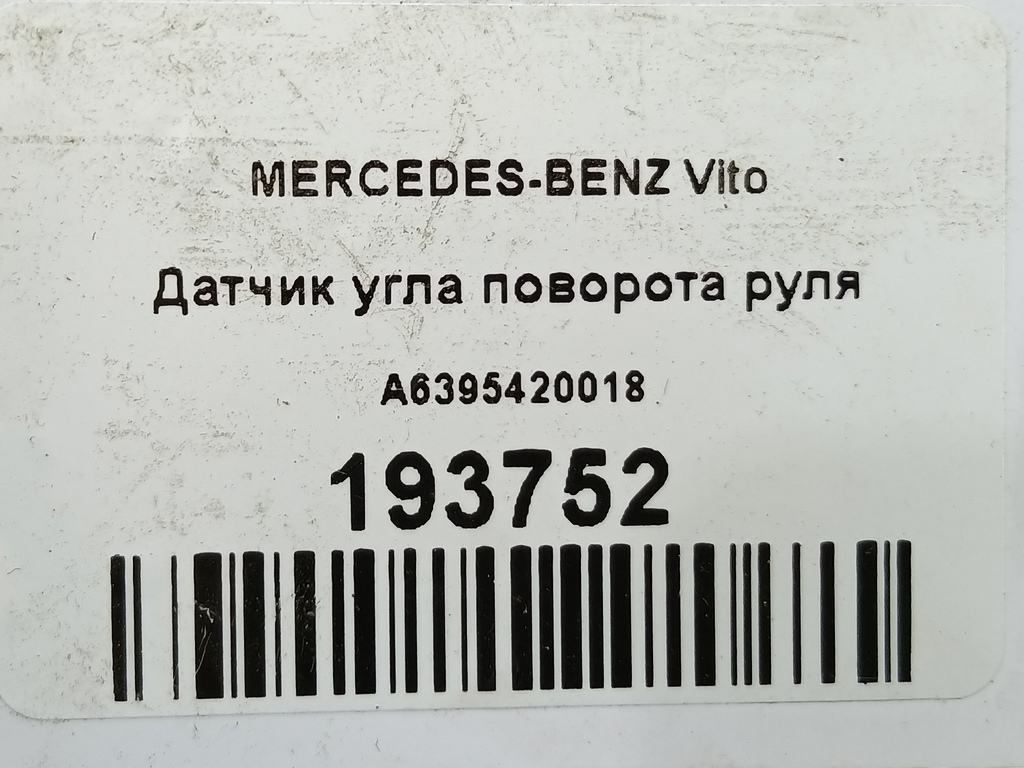 MERCEDES-BENZ Vito
Датчик угла поворота руля
A6395420018
193752